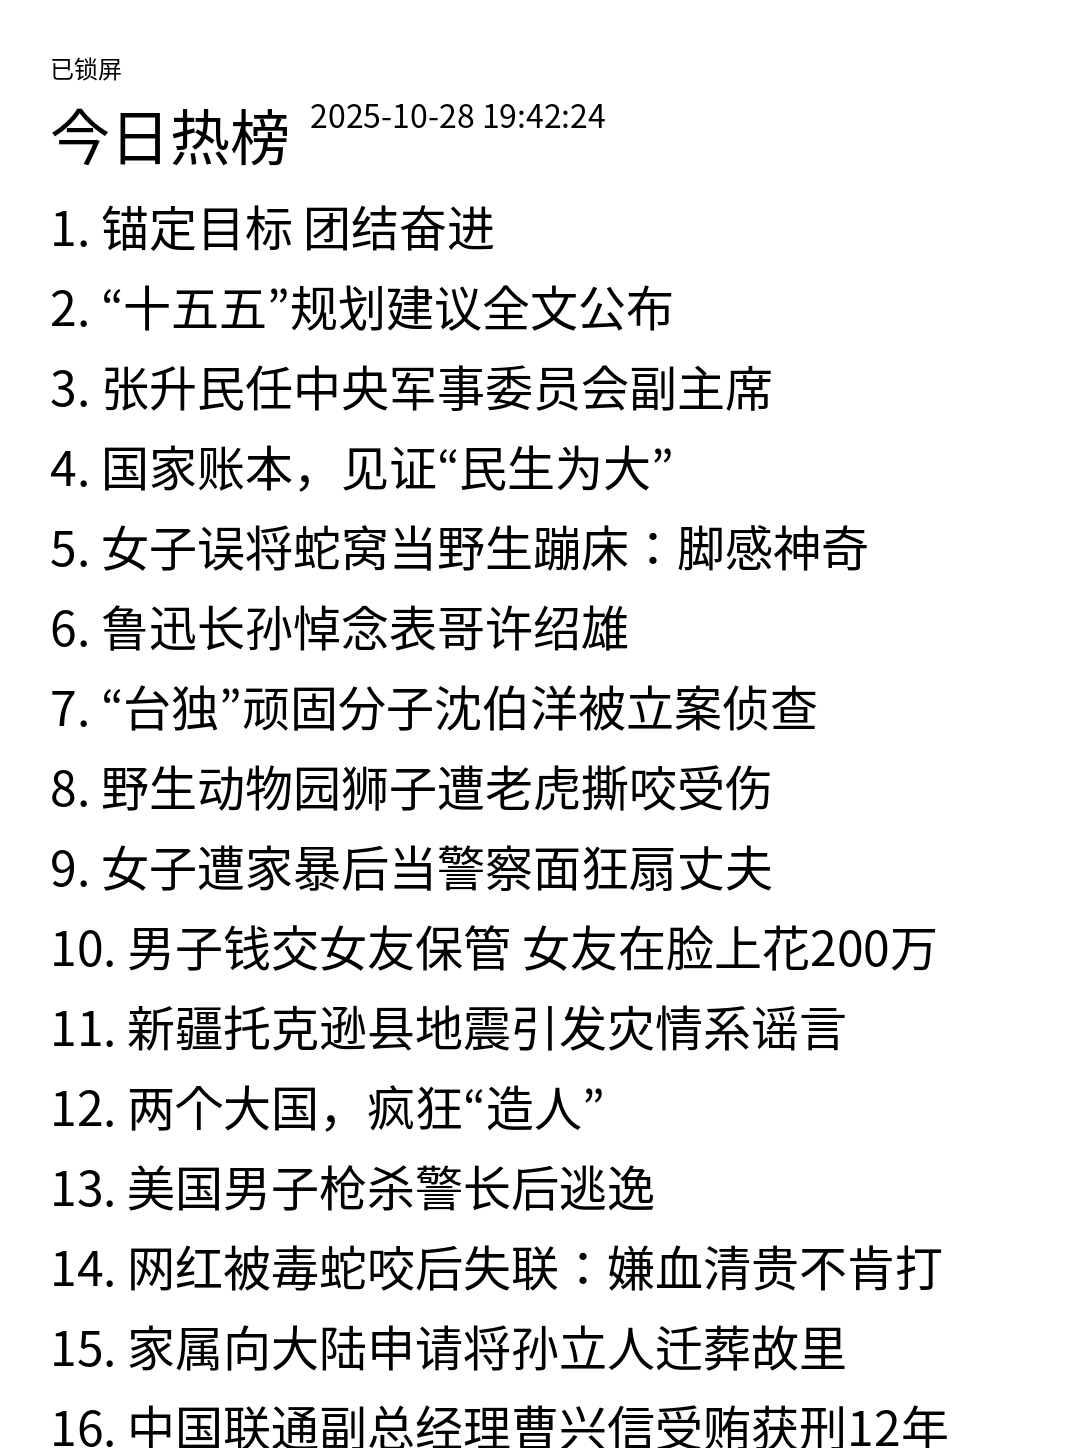 已锁屏
今日热榜 2025-10-28 19:42:24
1. 锚定目标 团结奋进
2. “十五五”规划建议全文公布
3. 张升民任中央军事委员会副主席
4. 国家账本，见证“民生为大”
5. 女子误将蛇窝当野生蹦床：脚感神奇
6. 鲁迅长孙悼念表哥许绍雄
7. “台独”顽固分子沈伯洋被立案侦查
8. 野生动物园狮子遭老虎撕咬受伤
9. 女子遭家暴后当警察面狂扇丈夫
10. 男子钱交女友保管 女友在脸上花200万
11. 新疆托克逊县地震引发灾情系谣言
12. 两个大国，疯狂“造人”
13. 美国男子枪杀警长后逃逸
14. 网红被毒蛇咬后失联：嫌血清贵不肯打
15. 家属向大陆申请将孙立人迁葬故里
16. 中国联通副总经理曹兴信受贿获刑12年